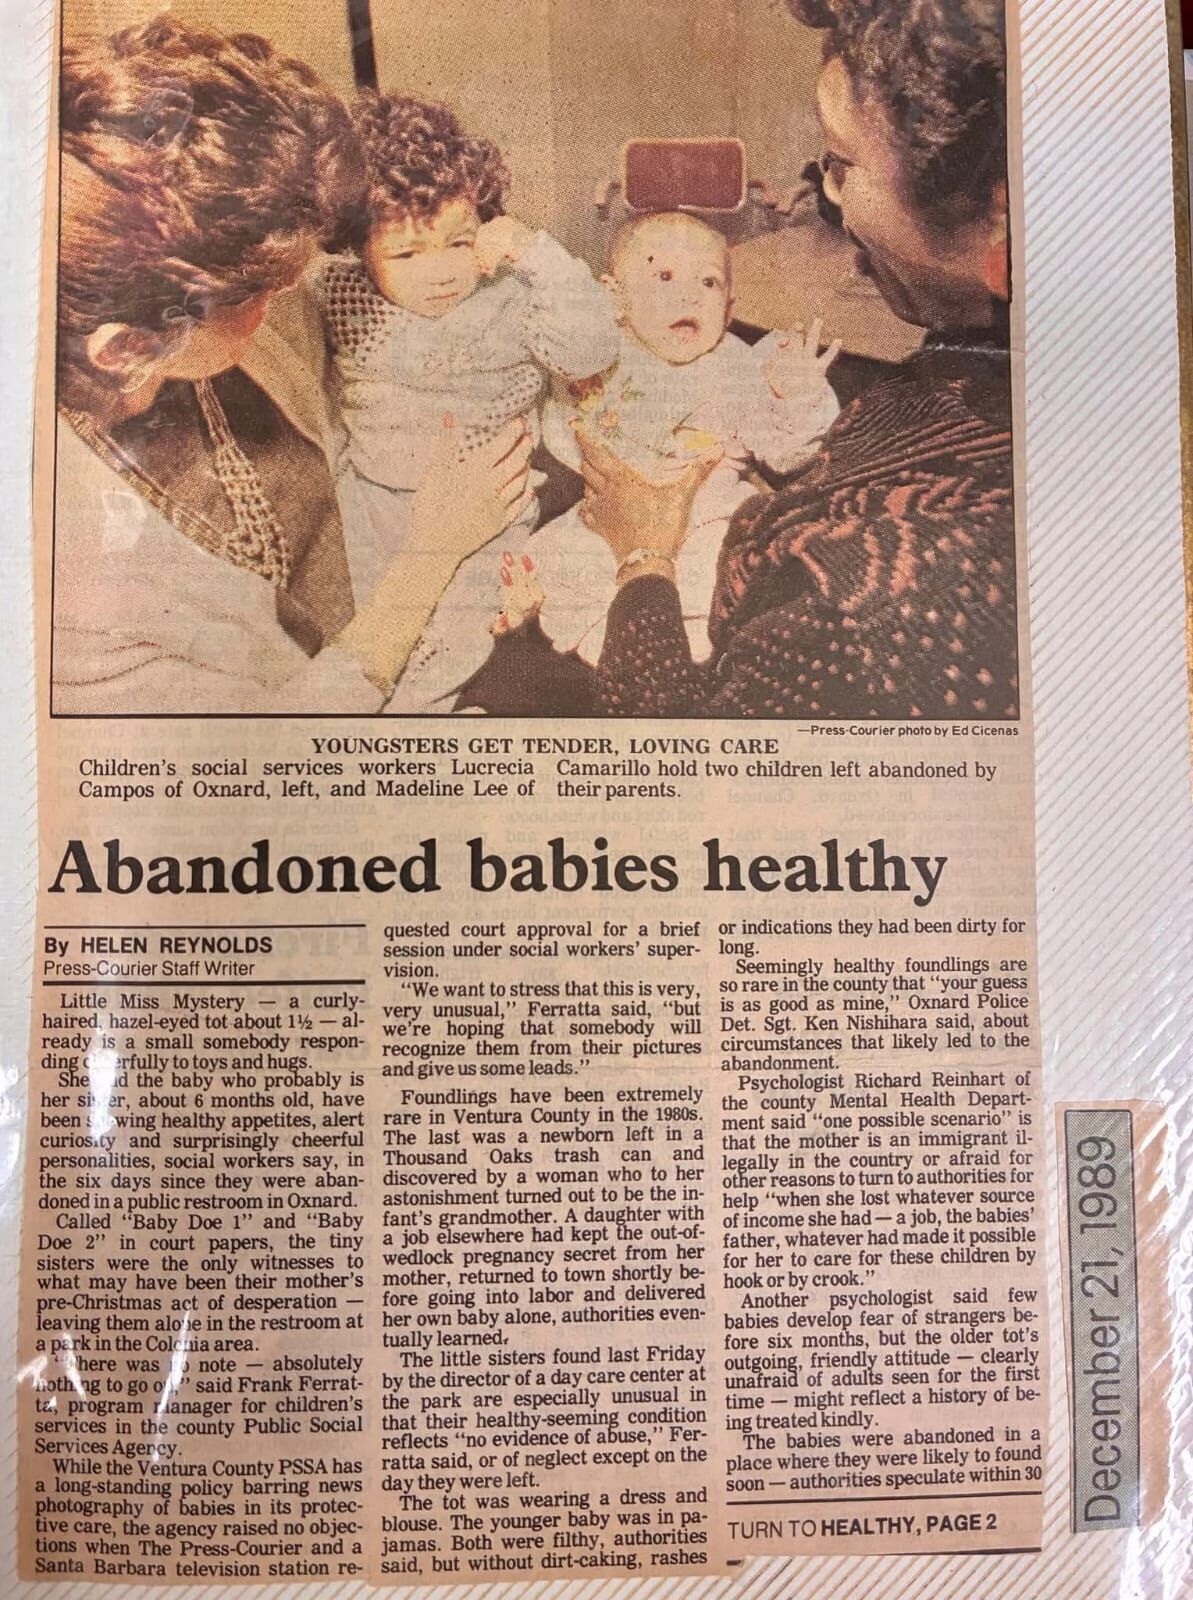 —Press-Courier photo by Ed Cicenas
YOUNGSTERS GET TENDER, LOVING CARE
Children's social services workers Lucrecia
Campos of Oxnard, left, and Madeline Lee of
Camarillo hold two children left abandoned by
their parents.
Abandoned babies healthy
By HELEN REYNOLDS
Press-Courier Staff Writer
Little Miss Mystery — a curly-
haired, hazel-eyed tot about 1½ — al-
ready is a small somebody respon-
ding erfully to toys and hugs.
She the baby who probably is
her sister, about 6 months old, have
been showing healthy appetites, alert
curiosity and surprisingly cheerful
personalities, social workers say, in
the six days since they were aban-
doned in a public restroom in Oxnard.
Called "Baby Doe 1" and "Baby
Doe 2" in court papers, the tiny
sisters were the only witnesses to
what may have been their mother's
pre-Christmas act of desperation —
leaving them alone in the restroom at
a park in the Colonia area.
"There was no note — absolutely
nothing to go on," said Frank Ferrat-
ta, program manager for children's
services in the county Public Social
Services Agency.
While the Ventura County PSSA has
a long-standing policy barring news
photography of babies in its protec-
tive care, the agency raised no objec-
tions when The Press-Courier and a
Santa Barbara television station re-
quested court approval for a brief
session under social workers' super-
vision.
"We want to stress that this is very,
very unusual," Ferratta said, "but
we're hoping that somebody will
recognize them from their pictures
and give us some leads."
Foundlings have been extremely
rare in Ventura County in the 1980s.
The last was a newborn left in a
Thousand Oaks trash can and
discovered by a woman who to her
astonishment turned out to be the in-
fant's grandmother. A daughter with
a job elsewhere had kept the out-of-
wedlock pregnancy secret from her
mother, returned to town shortly be-
fore going into labor and delivered
her own baby alone, authorities even-
tually learned.
The little sisters found last Friday
by the director of a day care center at
the park are especially unusual in
that their healthy-seeming condition
reflects "no evidence of abuse," Fer-
ratta said, or of neglect except on the
day they were left.
The tot was wearing a dress and
blouse. The younger baby was in pa-
jamas. Both were filthy, authorities
said, but without dirt-caking, rashes
or indications they had been dirty for
long.
Seemingly healthy foundlings are
so rare in the county that "your guess
is as good as mine," Oxnard Police
Det. Sgt. Ken Nishihara said, about
circumstances that likely led to the
abandonment.
Psychologist Richard Reinhart of
the county Mental Health Depart-
ment said "one possible scenario" is
that the mother is an immigrant il-
legally in the country or afraid for
other reasons to turn to authorities for
help "when she lost whatever source
of income she had — a job, the babies'
father, whatever had made it possible
for her to care for these children by
hook or by crook."
Another psychologist said few
babies develop fear of strangers be-
fore six months, but the older tot's
outgoing, friendly attitude — clearly
unafraid of adults seen for the first
time — might reflect a history of be-
ing treated kindly.
The babies were abandoned in a
place where they were likely to found
soon — authorities speculate within 30
TURN TO HEALTHY, PAGE 2
December 21, 1989